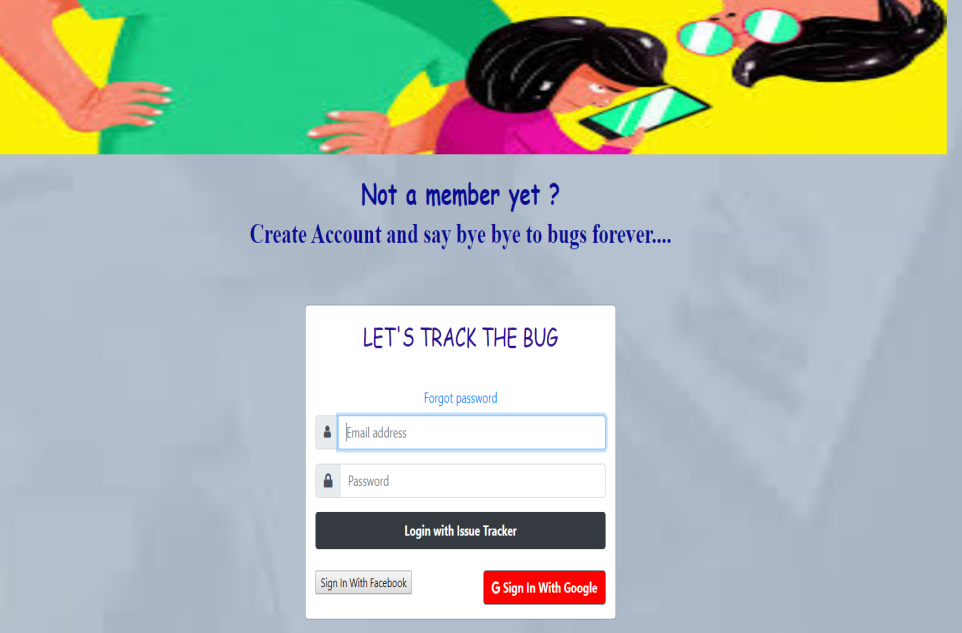 Not a member yet ?
Create Account and say bye bye to bugs forever....
LET'S TRACK THE BUG
Forgot password
Email address
Password
Login with Issue Tracker
Sign In With Facebook
G Sign In With Google